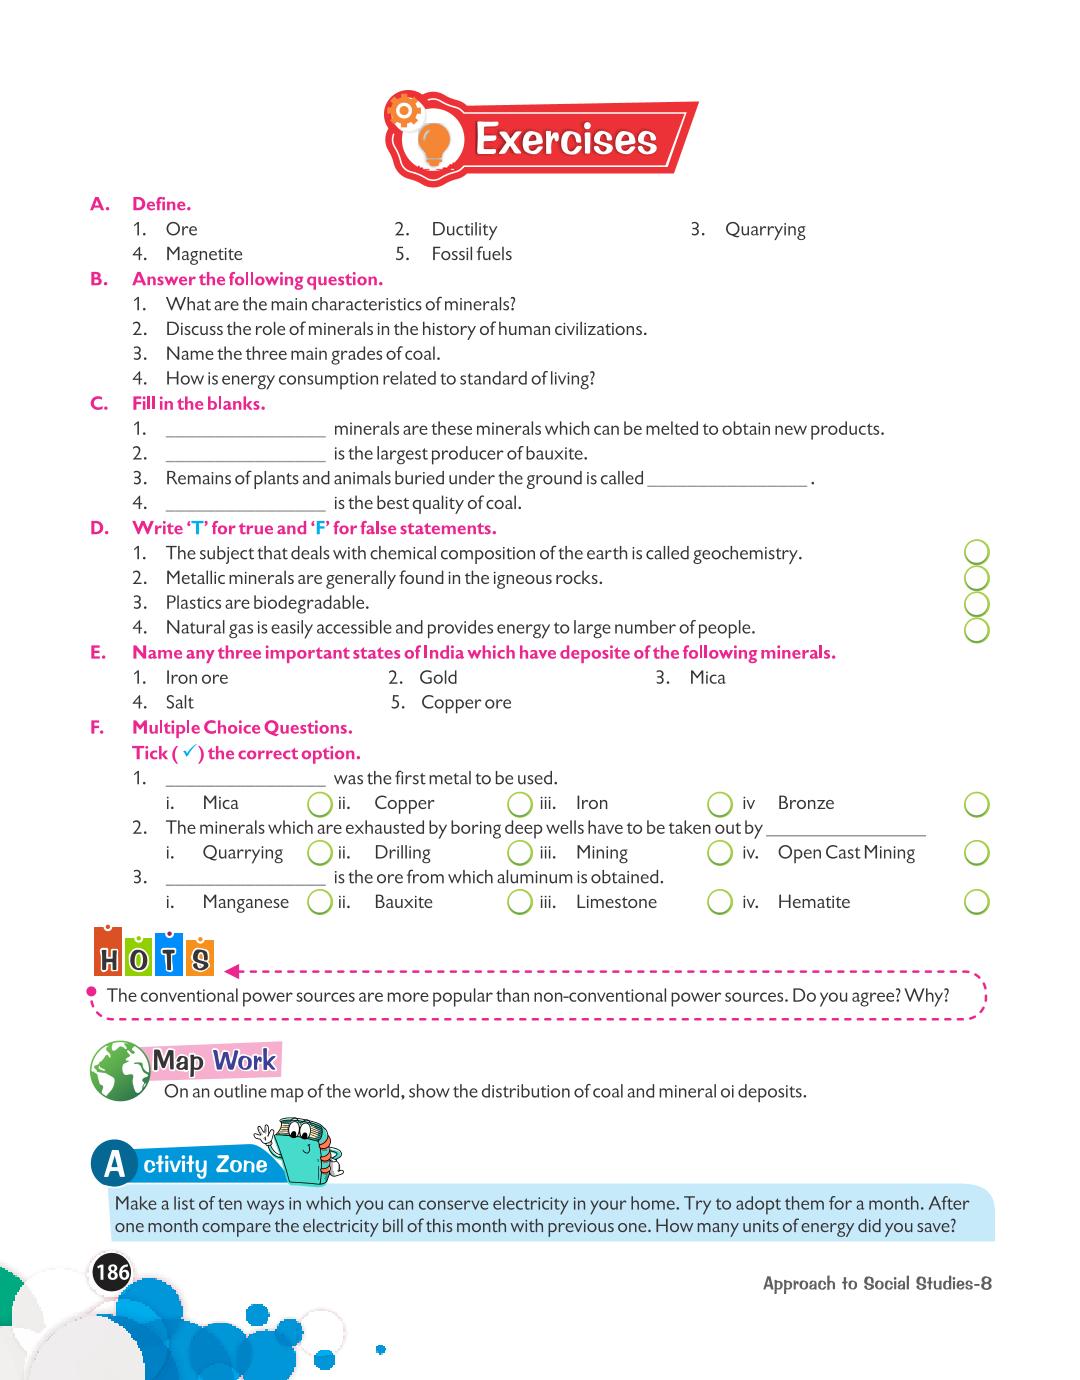 Exercises
A. Define.
1. Ore 2. Ductility 3. Quarrying
4. Magnetite 5. Fossil fuels
B. Answer the following question.
1. What are the main characteristics of minerals?
2. Discuss the role of minerals in the history of human civilizations.
3. Name the three main grades of coal.
4. How is energy consumption related to standard of living?
C. Fill in the blanks.
1. ________________ minerals are these minerals which can be melted to obtain new products.
2. ________________ is the largest producer of bauxite.
3. Remains of plants and animals buried under the ground is called ________________ .
4. ________________ is the best quality of coal.
D. Write ‘T’ for true and ‘F’ for false statements.
1. The subject that deals with chemical composition of the earth is called geochemistry.
2. Metallic minerals are generally found in the igneous rocks.
3. Plastics are biodegradable.
4. Natural gas is easily accessible and provides energy to large number of people.
E. Name any three important states of India which have deposite of the following minerals.
1. Iron ore 2. Gold 3. Mica
4. Salt 5. Copper ore
F. Multiple Choice Questions.
Tick ( ✓ ) the correct option.
1. ________________ was the first metal to be used.
i. Mica ii. Copper iii. Iron iv Bronze
2. The minerals which are exhausted by boring deep wells have to be taken out by ________________
i. Quarrying ii. Drilling iii. Mining iv. Open Cast Mining
3. ________________ is the ore from which aluminum is obtained.
i. Manganese ii. Bauxite iii. Limestone iv. Hematite
HOTS
The conventional power sources are more popular than non-conventional power sources. Do you agree? Why?
Map Work
On an outline map of the world, show the distribution of coal and mineral oi deposits.
Activity Zone
Make a list of ten ways in which you can conserve electricity in your home. Try to adopt them for a month. After
one month compare the electricity bill of this month with previous one. How many units of energy did you save?
186
Approach to Social Studies-8